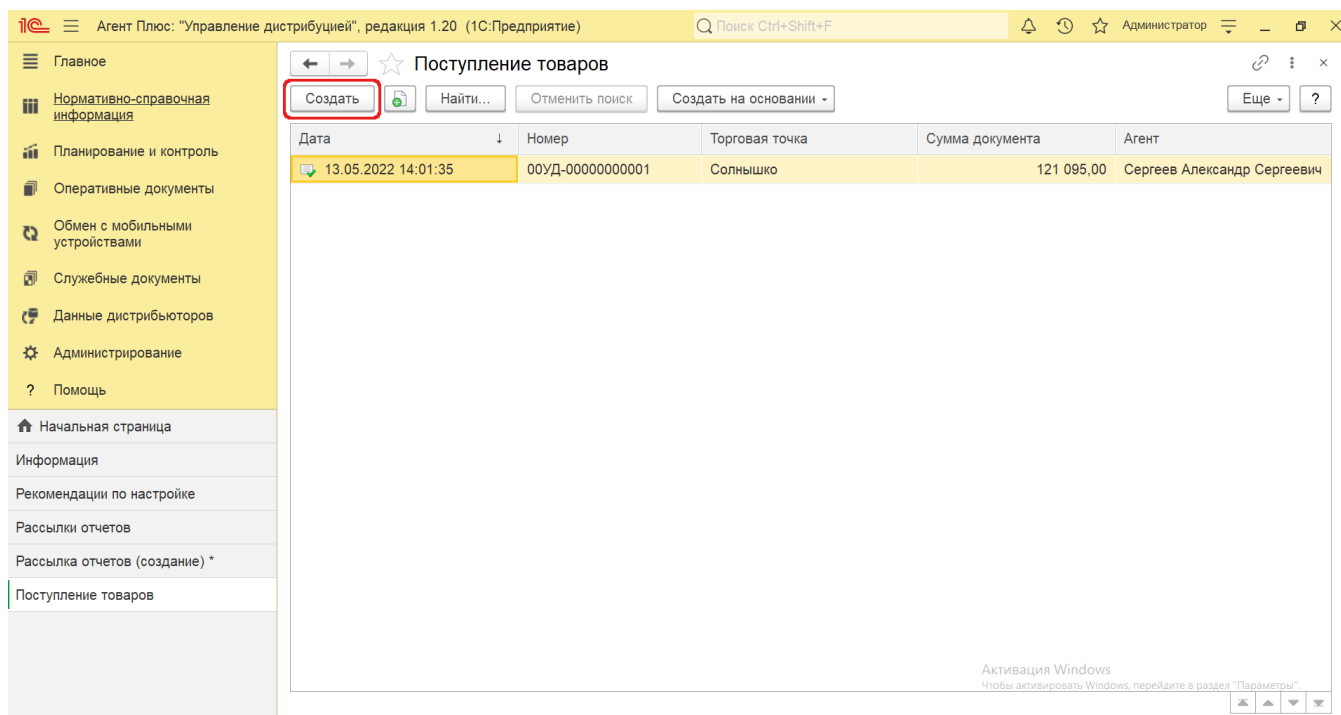 1С Агент Плюс: "Управление дистрибуцией", редакция 1.20 (1С:Предприятие) Поиск Ctrl+Shift+F Администратор
Главное
Нормативно-справочная
информация
Планирование и контроль
Оперативные документы
Обмен с мобильными
устройствами
Служебные документы
Данные дистрибьюторов
Администрирование
? Помощь
Начальная страница
Информация
Рекомендации по настройке
Рассылки отчетов
Рассылка отчетов (создание) *
Поступление товаров
Поступление товаров
Создать Найти... Отменить поиск Создать на основании Еще ?
Дата ↓ Номер Торговая точка Сумма документа Агент
13.05.2022 14:01:35 00УД-00000000001 Солнышко 121 095,00 Сергеев Александр Сергеевич
Активация Windows
Чтобы активировать Windows, перейдите в раздел "Параметры".